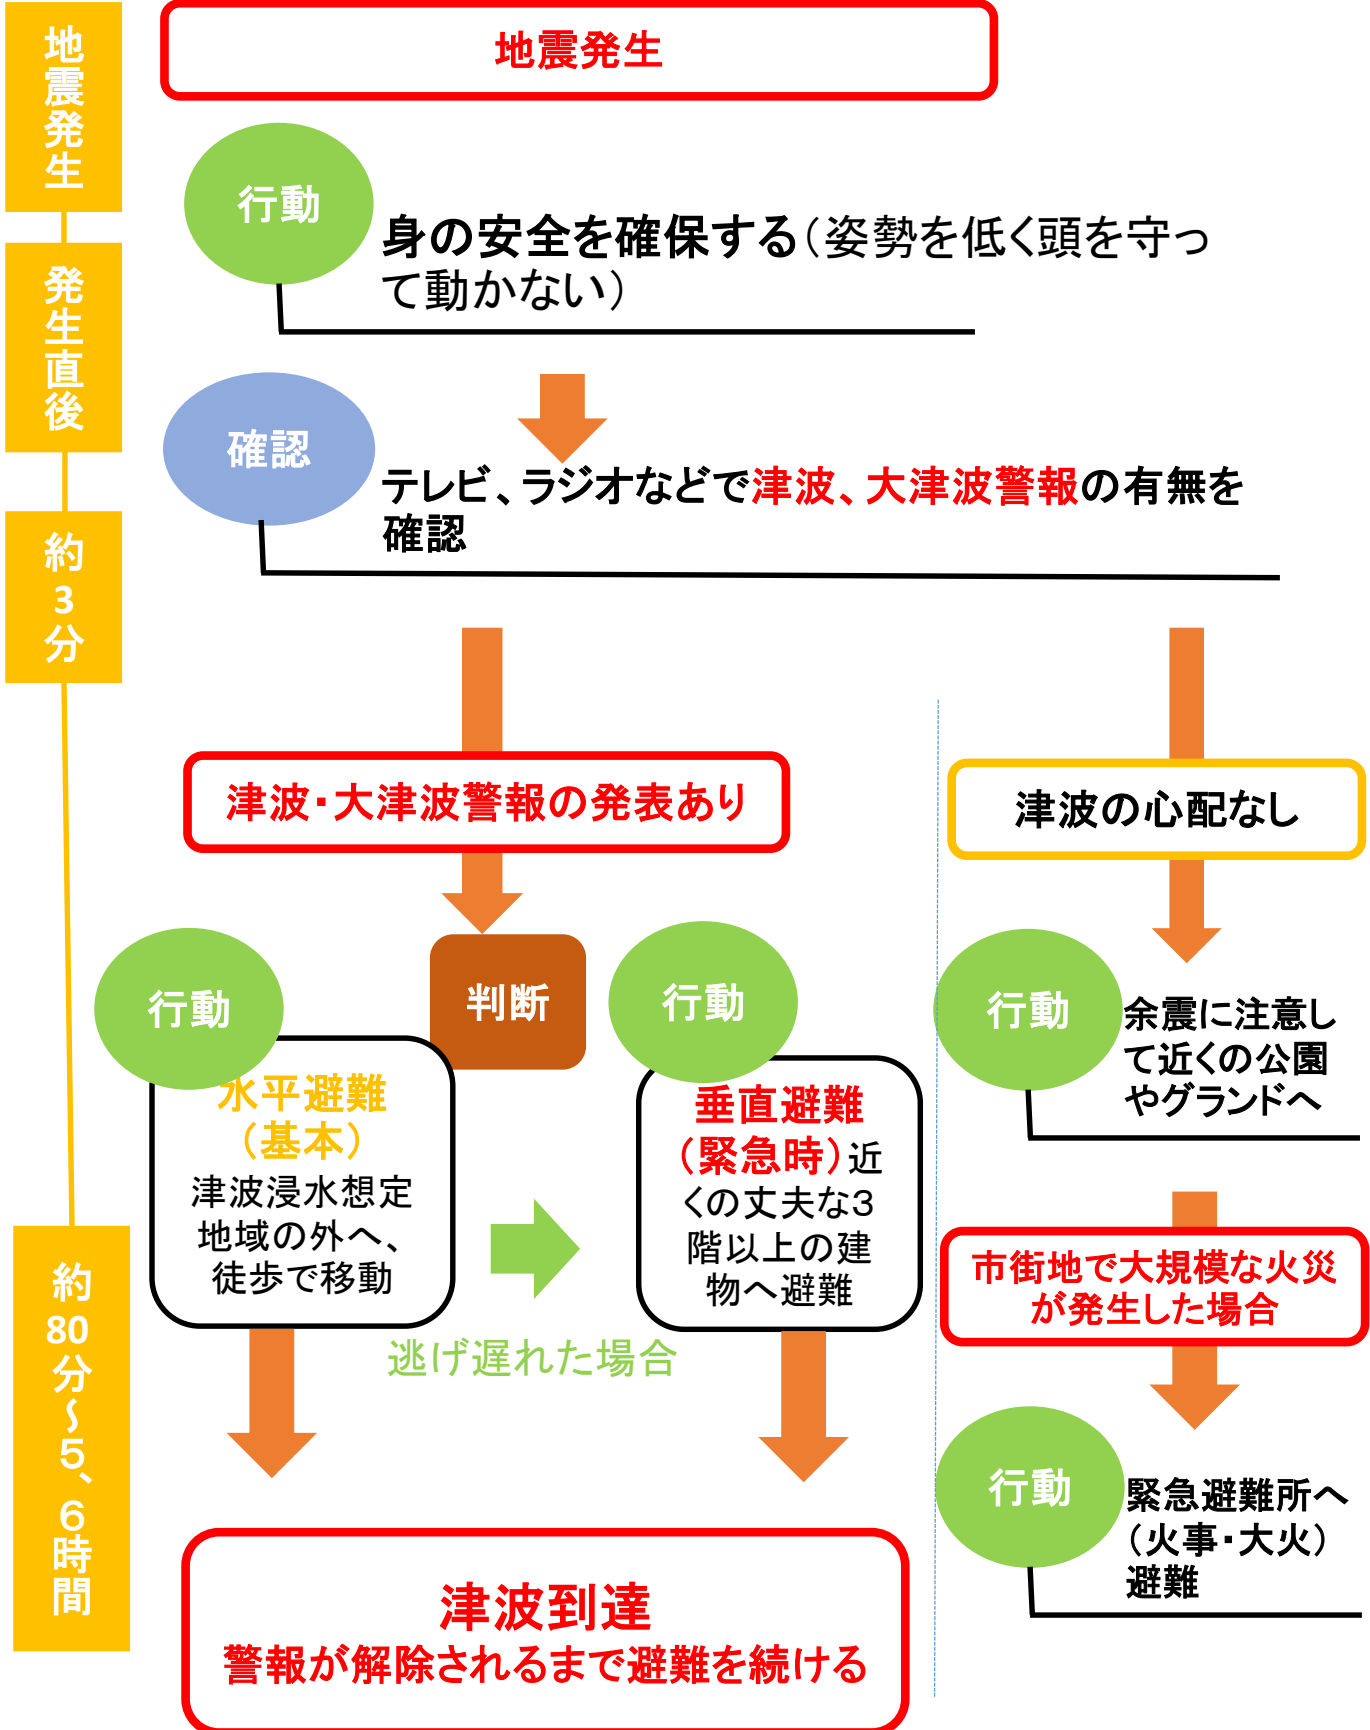 地震発生
地震発生
行動
身の安全を確保する（姿勢を低く頭を守っ
て動かない）
発生直後
確認
テレビ、ラジオなどで津波、大津波警報の有無を
確認
約
3
分
津波・大津波警報の発表あり
津波の心配なし
行動
判断
行動
行動
水平避難
（基本）
津波浸水想定
地域の外へ、
徒歩で移動
垂直避難
（緊急時）近
くの丈夫な３
階以上の建
物へ避難
余震に注意し
て近くの公園
やグランドへ
逃げ遅れた場合
市街地で大規模な火災
が発生した場合
約
80
分～５、６時間
行動
緊急避難所へ
（火事・大火）
避難
津波到達
警報が解除されるまで避難を続ける